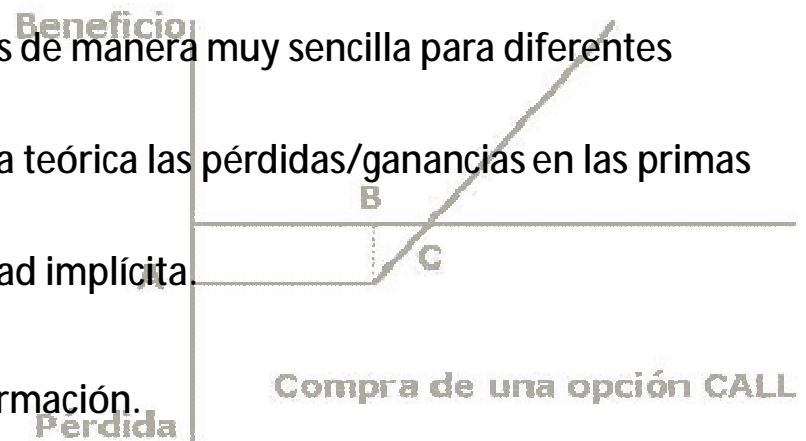 Beneficio
s de manera muy sencilla para diferentes
a teórica las pérdidas/ganancias en las primas
B
C
A
ad implícita.
Compra de una opción CALL
rmación.
Pérdida